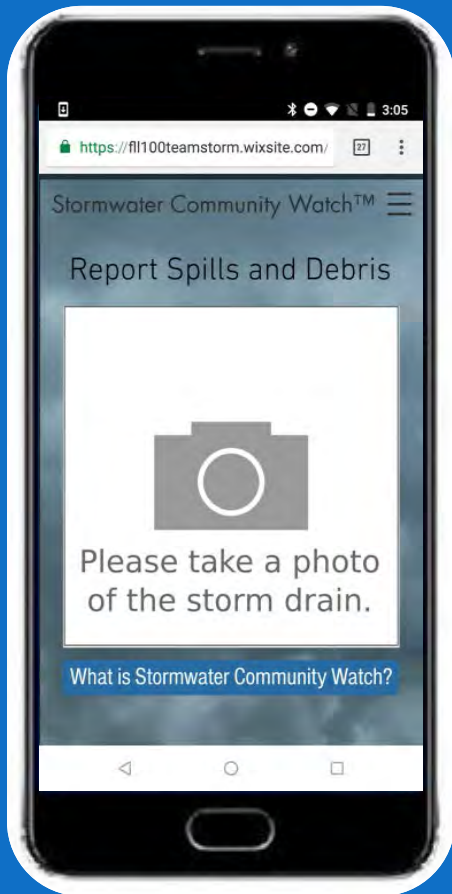 3:05
https://fll100teamstorm.wixsite.com/
27
Stormwater Community Watch™
Report Spills and Debris
Please take a photo
of the storm drain.
What is Stormwater Community Watch?